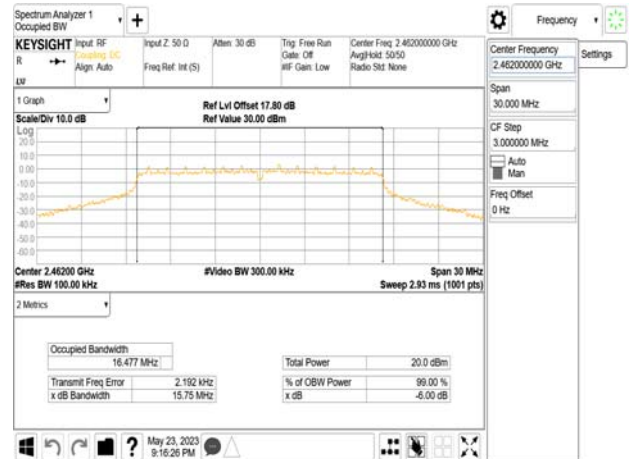 Spectrum Analyzer 1
Occupied BW
Frequency
KEYSIGHT
Input: RF
Coupling: DC
Align: Auto
Input Z: 50 Ω
Freq Ref: Int (S)
Atten: 30 dB
Trig: Free Run
Gate: Off
#IF Gain: Low
Center Freq: 2.462000000 GHz
Avg|Hold: 50/50
Radio Std: None
R
LVI
Center Frequency
2.462000000 GHz
Settings
Span
30.000 MHz
CF Step
3.000000 MHz
Auto
Man
Freq Offset
0 Hz
1 Graph
Ref Lvl Offset 17.80 dB
Scale/Div 10.0 dB
Ref Value 30.00 dBm
Log
20.0
10.0
0.00
-10.0
-20.0
-30.0
-40.0
-50.0
-60.0
Center 2.46200 GHz
#Video BW 300.00 kHz
Span 30 MHz
#Res BW 100.00 kHz
Sweep 2.93 ms (1001 pts)
2 Metrics
Occupied Bandwidth
16.477 MHz
Total Power
20.0 dBm
Transmit Freq Error
2.192 kHz
% of OBW Power
99.00 %
x dB Bandwidth
15.75 MHz
x dB
-6.00 dB
?
May 23, 2023
9:16:26 PM